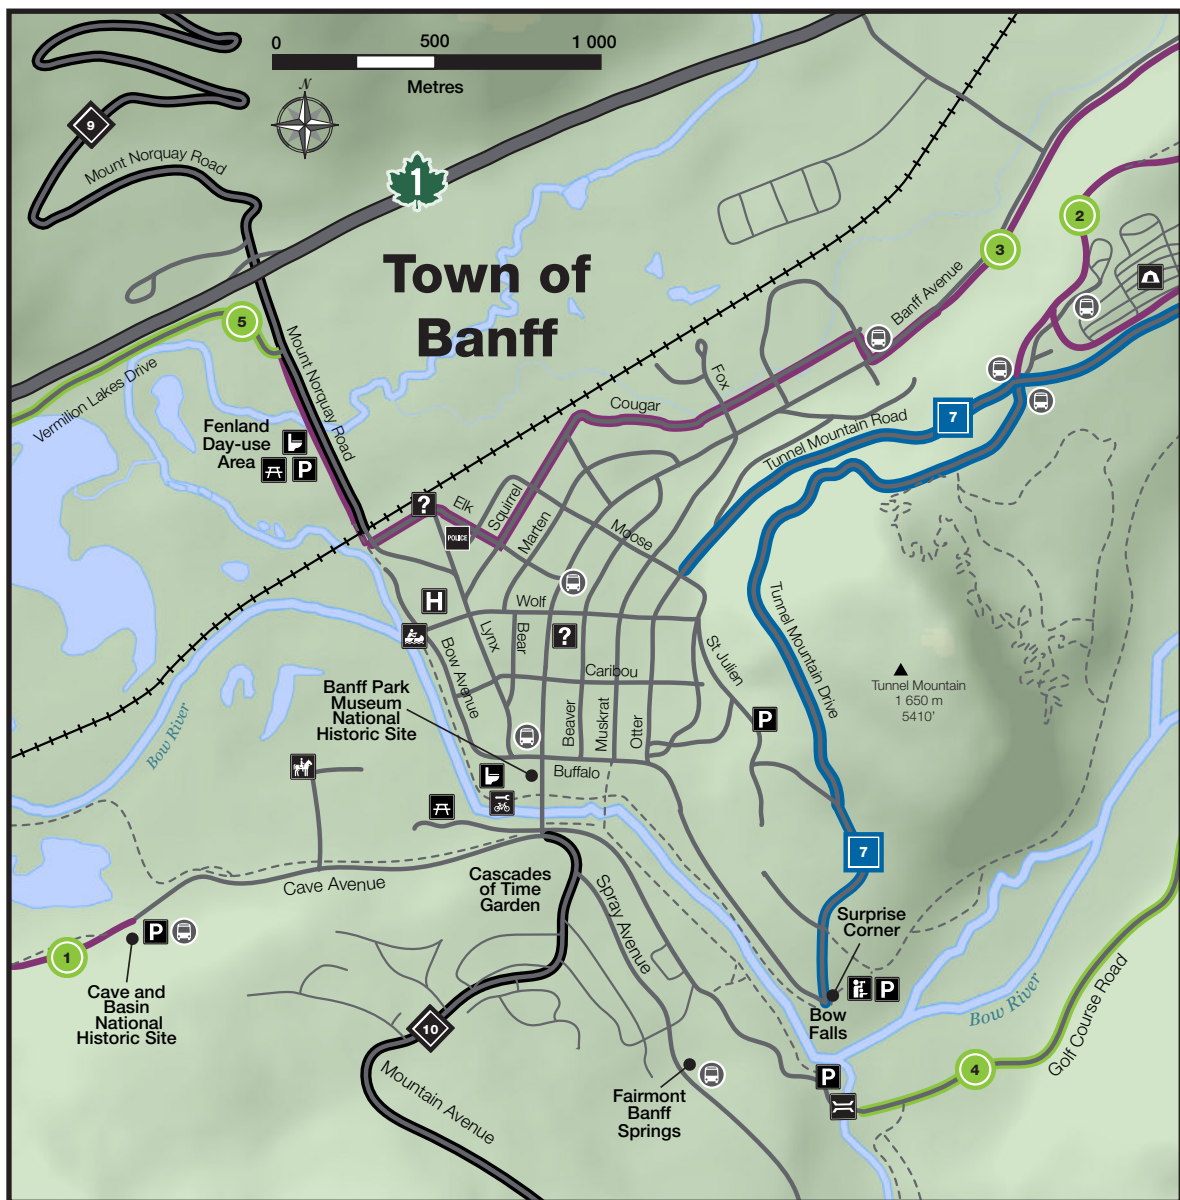 0 500 1 000
Metres
N
9
Mount Norquay Road
1
Town of
Banff
2
3
Banff Avenue
5
Vermilion Lakes Drive
Mount Norquay Road
Fox
Cougar
7
Tunnel Mountain Road
Fenland
Day-use
Area
P
?
Elk
Squirrel
POLICE
Marten
Moose
H
Wolf
?
Lynx
Bear
Bow Avenue
Caribou
St Julien
Tunnel Mountain Drive
Tunnel Mountain
1 650 m
5410'
Banff Park
Museum
National
Historic Site
Beaver
Muskrat
Otter
P
Bow River
Buffalo
7
Cave Avenue
Cascades
of Time
Garden
Spray Avenue
Surprise
Corner
P
1
P
Cave and
Basin
National
Historic Site
P
Bow
Falls
Bow River
Golf Course Road
10
Mountain Avenue
4
Fairmont
Banff
Springs